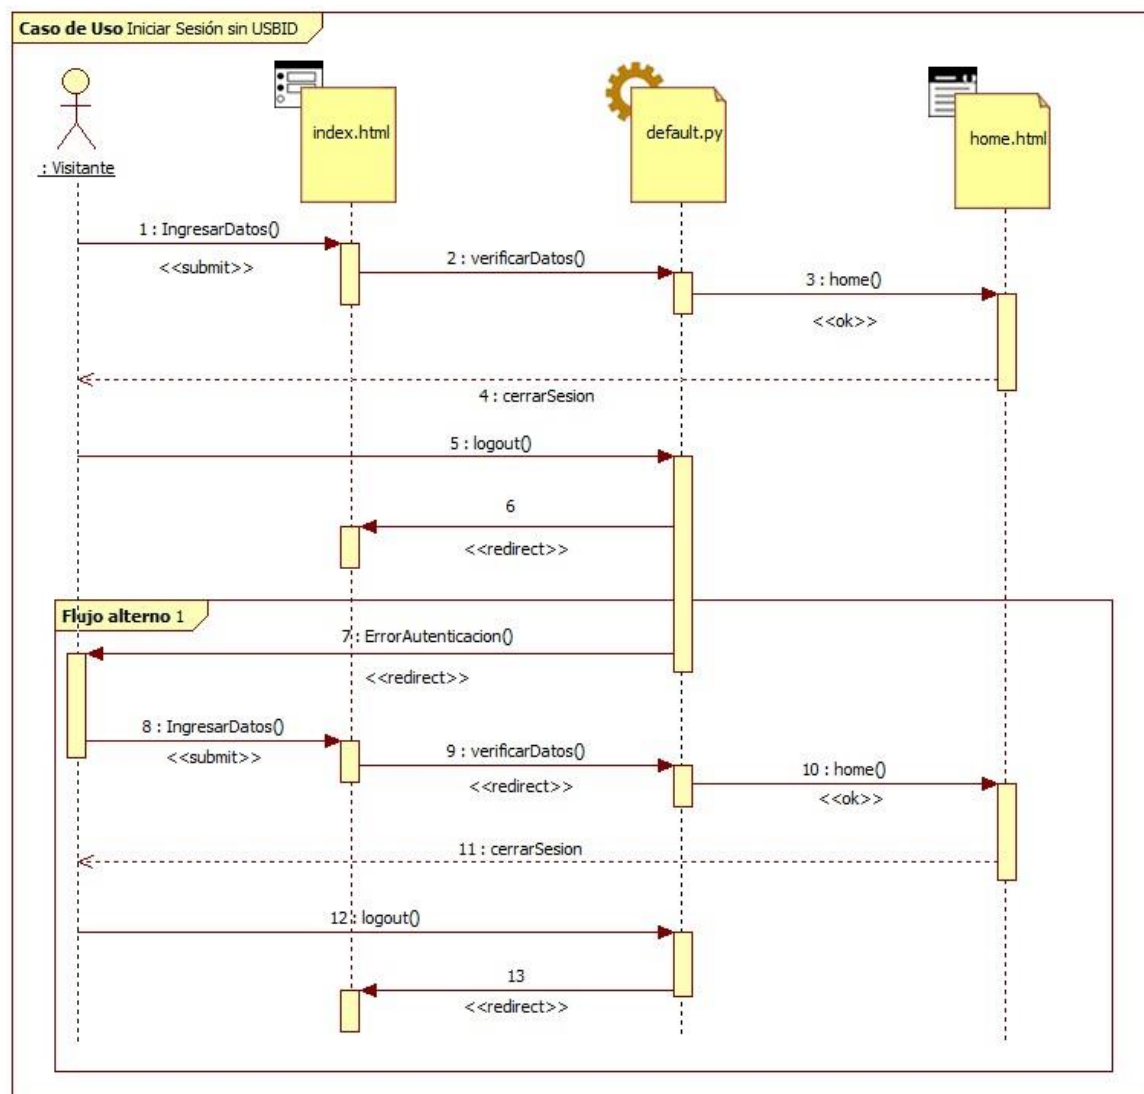 Caso de Uso Iniciar Sesión sin USBID
index.html
default.py
home.html
: Visitante
1 : IngresarDatos()
<<submit>>
2 : verificarDatos()
3 : home()
<<ok>>
4 : cerrarSesion
5 : logout()
6
<<redirect>>
Flujo alterno 1
7 : ErrorAutenticacion()
<<redirect>>
8 : IngresarDatos()
<<submit>>
9 : verificarDatos()
<<redirect>>
10 : home()
<<ok>>
11 : cerrarSesion
12 : logout()
13
<<redirect>>